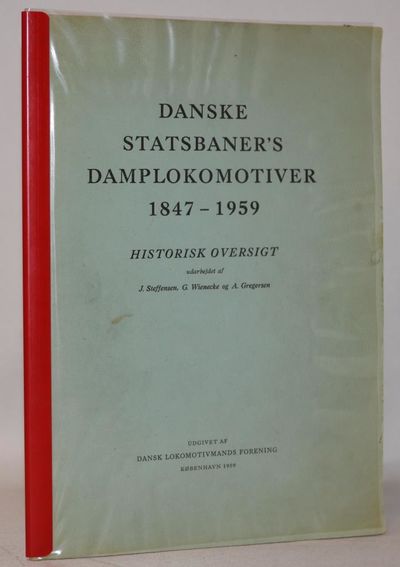 DANSKE
STATSBANER'S
DAMPLOKOMOTIVER
1847 – 1959
HISTORISK OVERSIGT
udarbejdet af
J. Steffensen, G. Wienecke og A. Gregersen
UDGIVET AF
DANSK LOKOMOTIVMANDS FORENING
KØBENHAVN 1959